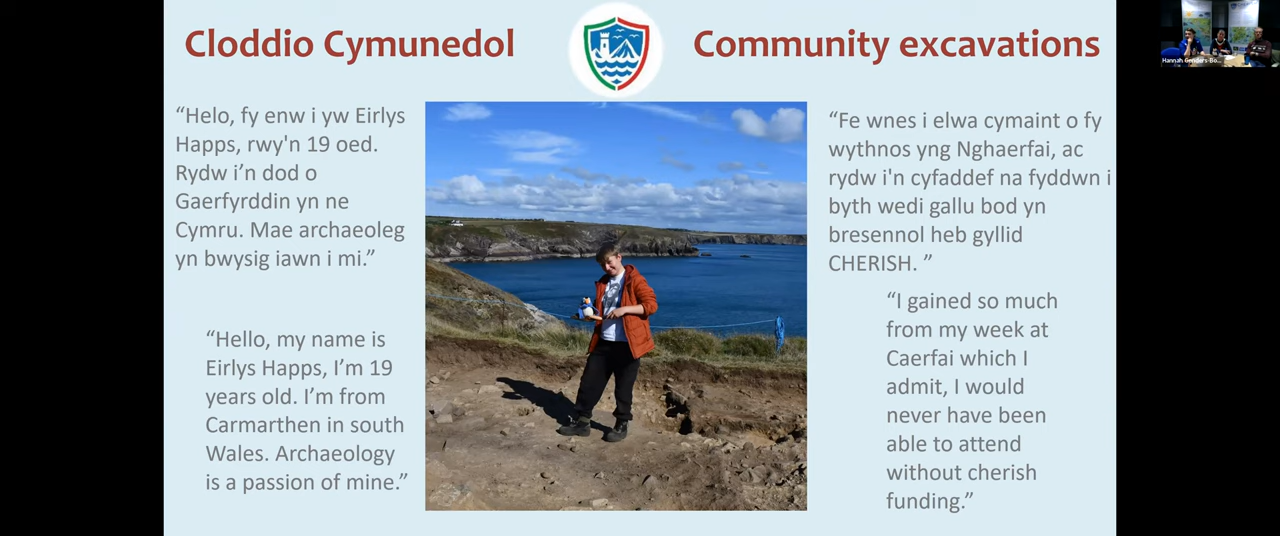 Cloddio Cymunedol
Community excavations
“Helo, fy enw i yw Eirlys
Happs, rwy'n 19 oed.
Rydw i’n dod o
Gaerfyrddin yn ne
Cymru. Mae archaeoleg
yn bwysig iawn i mi.”
“Hello, my name is
Eirlys Happs, I’m 19
years old. I’m from
Carmarthen in south
Wales. Archaeology
is a passion of mine.”
“Fe wnes i elwa cymaint o fy
wythnos yng Nghaerfai, ac
rydw i'n cyfaddef na fyddwn i
byth wedi gallu bod yn
bresennol heb gyllid
CHERISH. ”
“I gained so much
from my week at
Caerfai which I
admit, I would
never have been
able to attend
without cherish
funding.”
Hannah Genders-Bo...